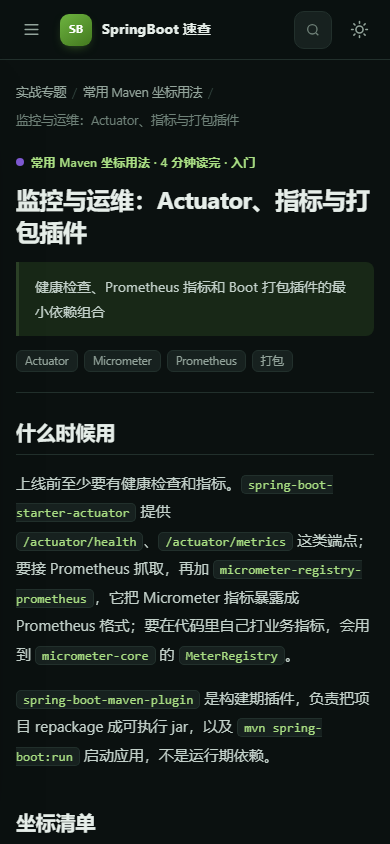 SB SpringBoot 速查
实战专题 / 常用 Maven 坐标用法 /
监控与运维：Actuator、指标与打包插件
常用 Maven 坐标用法 · 4 分钟读完 · 入门
监控与运维：Actuator、指标与打
包插件
健康检查、Prometheus 指标和 Boot 打包插件的最
小依赖组合
Actuator Micrometer Prometheus 打包
什么时候用
上线前至少要有健康检查和指标。 spring-boot-
starter-actuator 提供
/actuator/health 、 /actuator/metrics 这类端点；
要接 Prometheus 抓取，再加 micrometer-registry-
prometheus ，它把 Micrometer 指标暴露成
Prometheus 格式；要在代码里自己打业务指标，会用
到 micrometer-core 的 MeterRegistry 。
spring-boot-maven-plugin 是构建期插件，负责把项
目 repackage 成可执行 jar，以及 mvn spring-
boot:run 启动应用，不是运行期依赖。
坐标清单